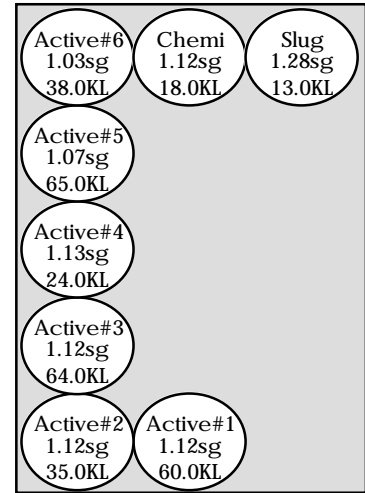 Active#6
1.03sg
38.0KL
Chemi
1.12sg
18.0KL
Slug
1.28sg
13.0KL
Active#5
1.07sg
65.0KL
Active#4
1.13sg
24.0KL
Active#3
1.12sg
64.0KL
Active#2
1.12sg
35.0KL
Active#1
1.12sg
60.0KL